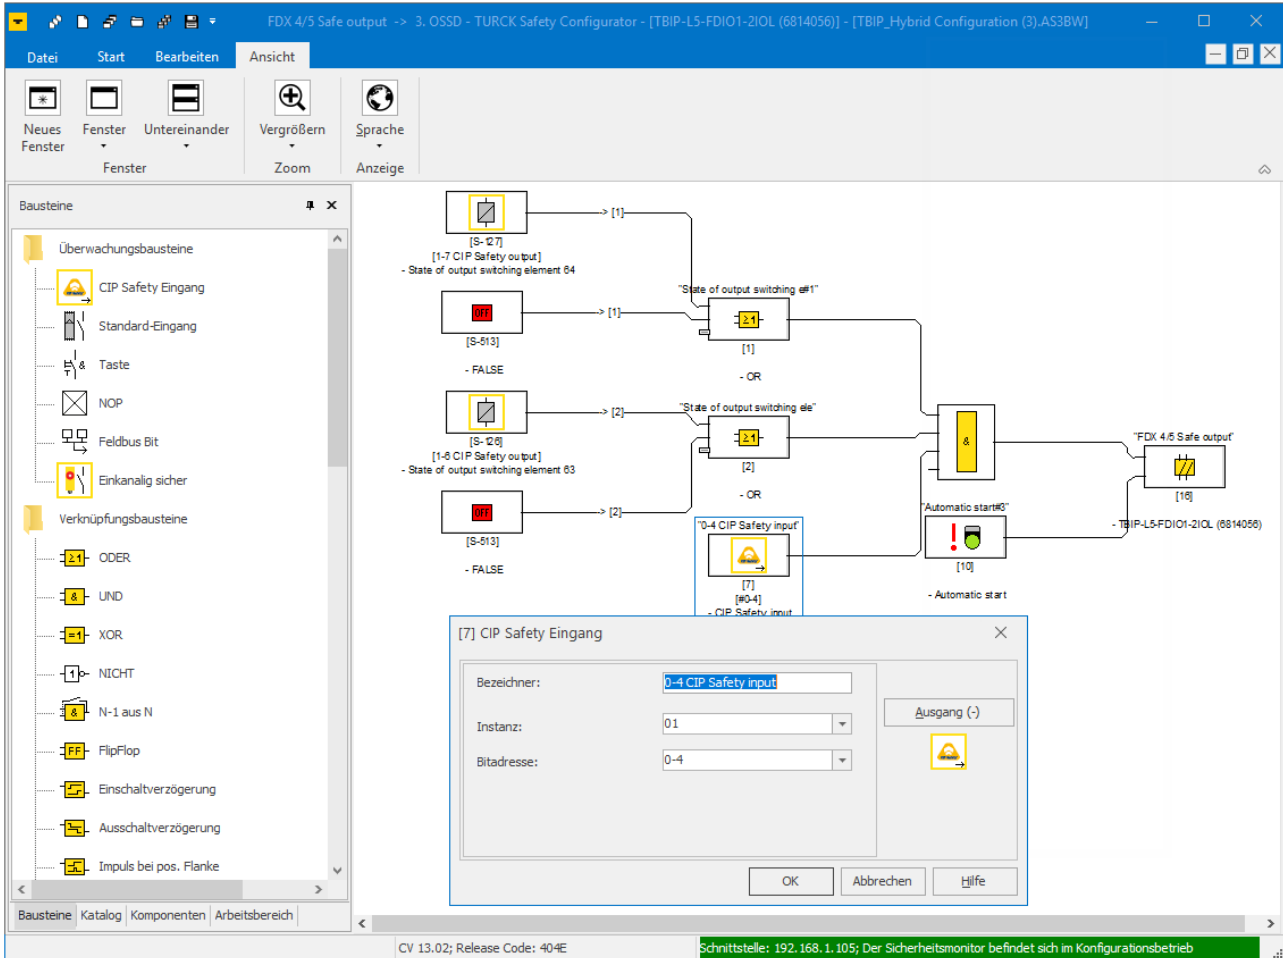 FDX 4/5 Safe output -> 3. OSSD - TURCK Safety Configurator - [TBIP-L5-FDIO1-2IOL (6814056)] - [TBIP_Hybrid Configuration (3).AS3BW]
Datei Start Bearbeiten Ansicht
Neues Fenster
Fenster
Untereinander
Vergrößern
Sprache
Fenster Zoom Anzeige
Bausteine
Überwachungsbausteine
CIP Safety Eingang
Standard-Eingang
Taste
NOP
Feldbus Bit
Einkanalig sicher
Verknüpfungsbausteine
ODER
UND
XOR
NICHT
N-1 aus N
FlipFlop
Einschaltverzögerung
Ausschaltverzögerung
Impuls bei pos. Flanke
Bausteine Katalog Komponenten Arbeitsbereich
-> [1]
[S-127]
[1-7 CIP Safety output]
- State of output switching element 64
OFF
-> [1]
[S-513]
- FALSE
"State of output switching e#1"
≥1
[1]
- OR
-> [2]
[S-126]
[1-6 CIP Safety output]
- State of output switching element 63
OFF
-> [2]
[S-513]
- FALSE
"State of output switching ele"
≥1
[2]
- OR
"0-4 CIP Safety input"
[7]
[#0-4]
- CIP Safety input
&
"Automatic start#3"
[10]
- Automatic start
"FDX 4/5 Safe output"
[16]
- TBIP-L5-FDIO1-2IOL (6814056)
[7] CIP Safety Eingang
Bezeichner: 0-4 CIP Safety input
Instanz: 01
Bitadresse: 0-4
Ausgang (-)
OK Abbrechen Hilfe
CV 13.02; Release Code: 404E
Schnittstelle: 192.168.1.105; Der Sicherheitsmonitor befindet sich im Konfigurationsbetrieb